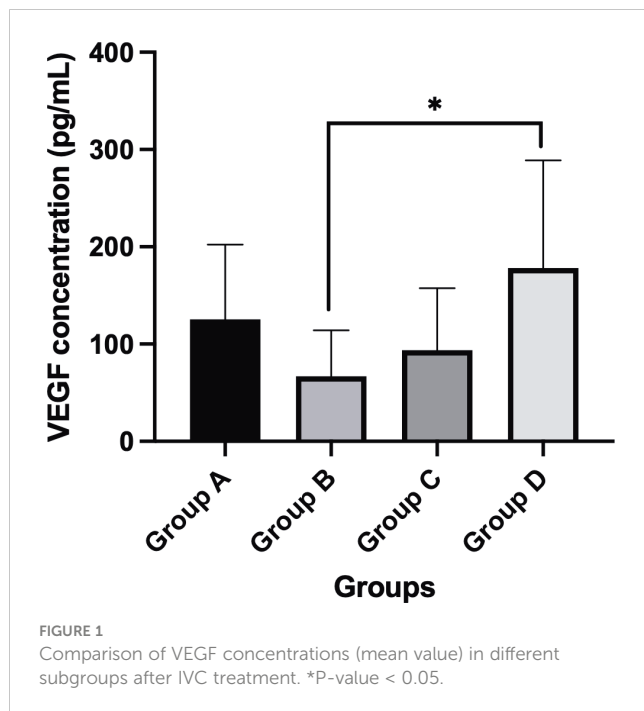 VEGF concentration (pg/mL)
400
300
200
100
0
*
Group A
Group B
Group C
Group D
Groups
FIGURE 1
Comparison of VEGF concentrations (mean value) in different
subgroups after IVC treatment. *P-value < 0.05.